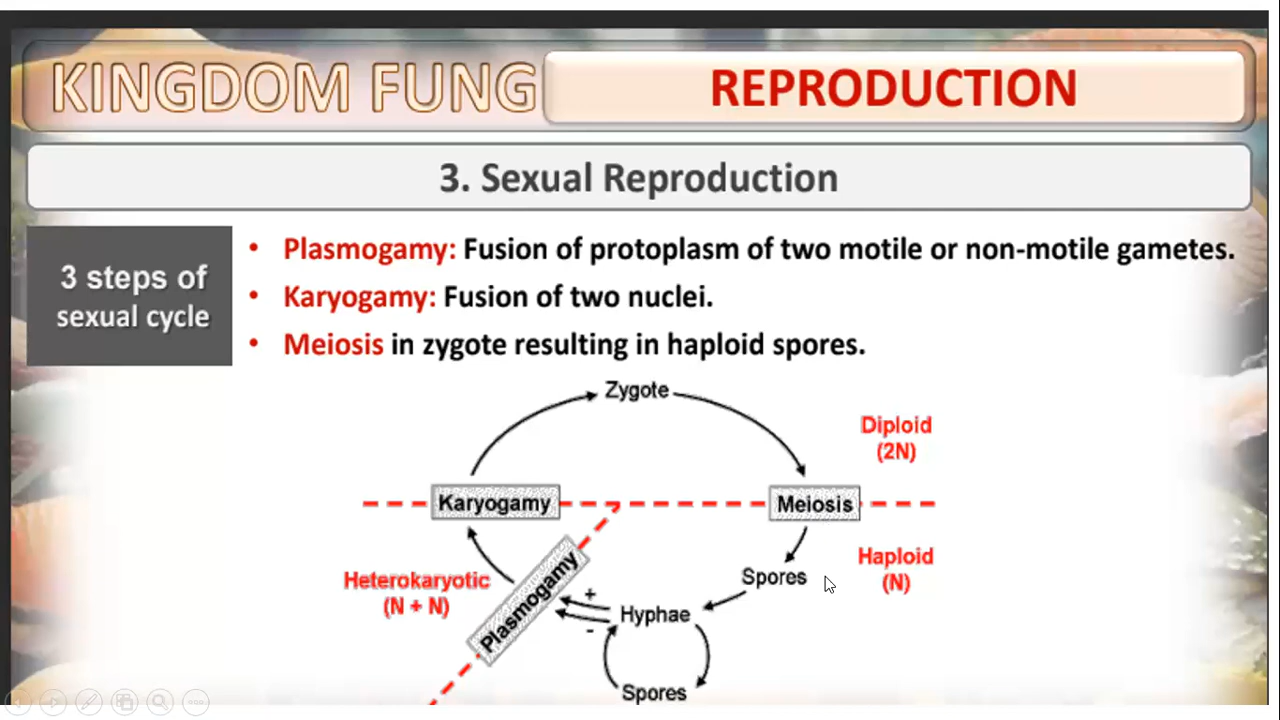 KINGDOM FUNG
REPRODUCTION
3. Sexual Reproduction
3 steps of
sexual cycle
• Plasmogamy: Fusion of protoplasm of two motile or non-motile gametes.
• Karyogamy: Fusion of two nuclei.
• Meiosis in zygote resulting in haploid spores.
Zygote
Diploid
(2N)
Karyogamy
Meiosis
Haploid
(N)
Heterokaryotic
(N + N)
Plasmogamy
Spores
+
-
Hyphae
Spores